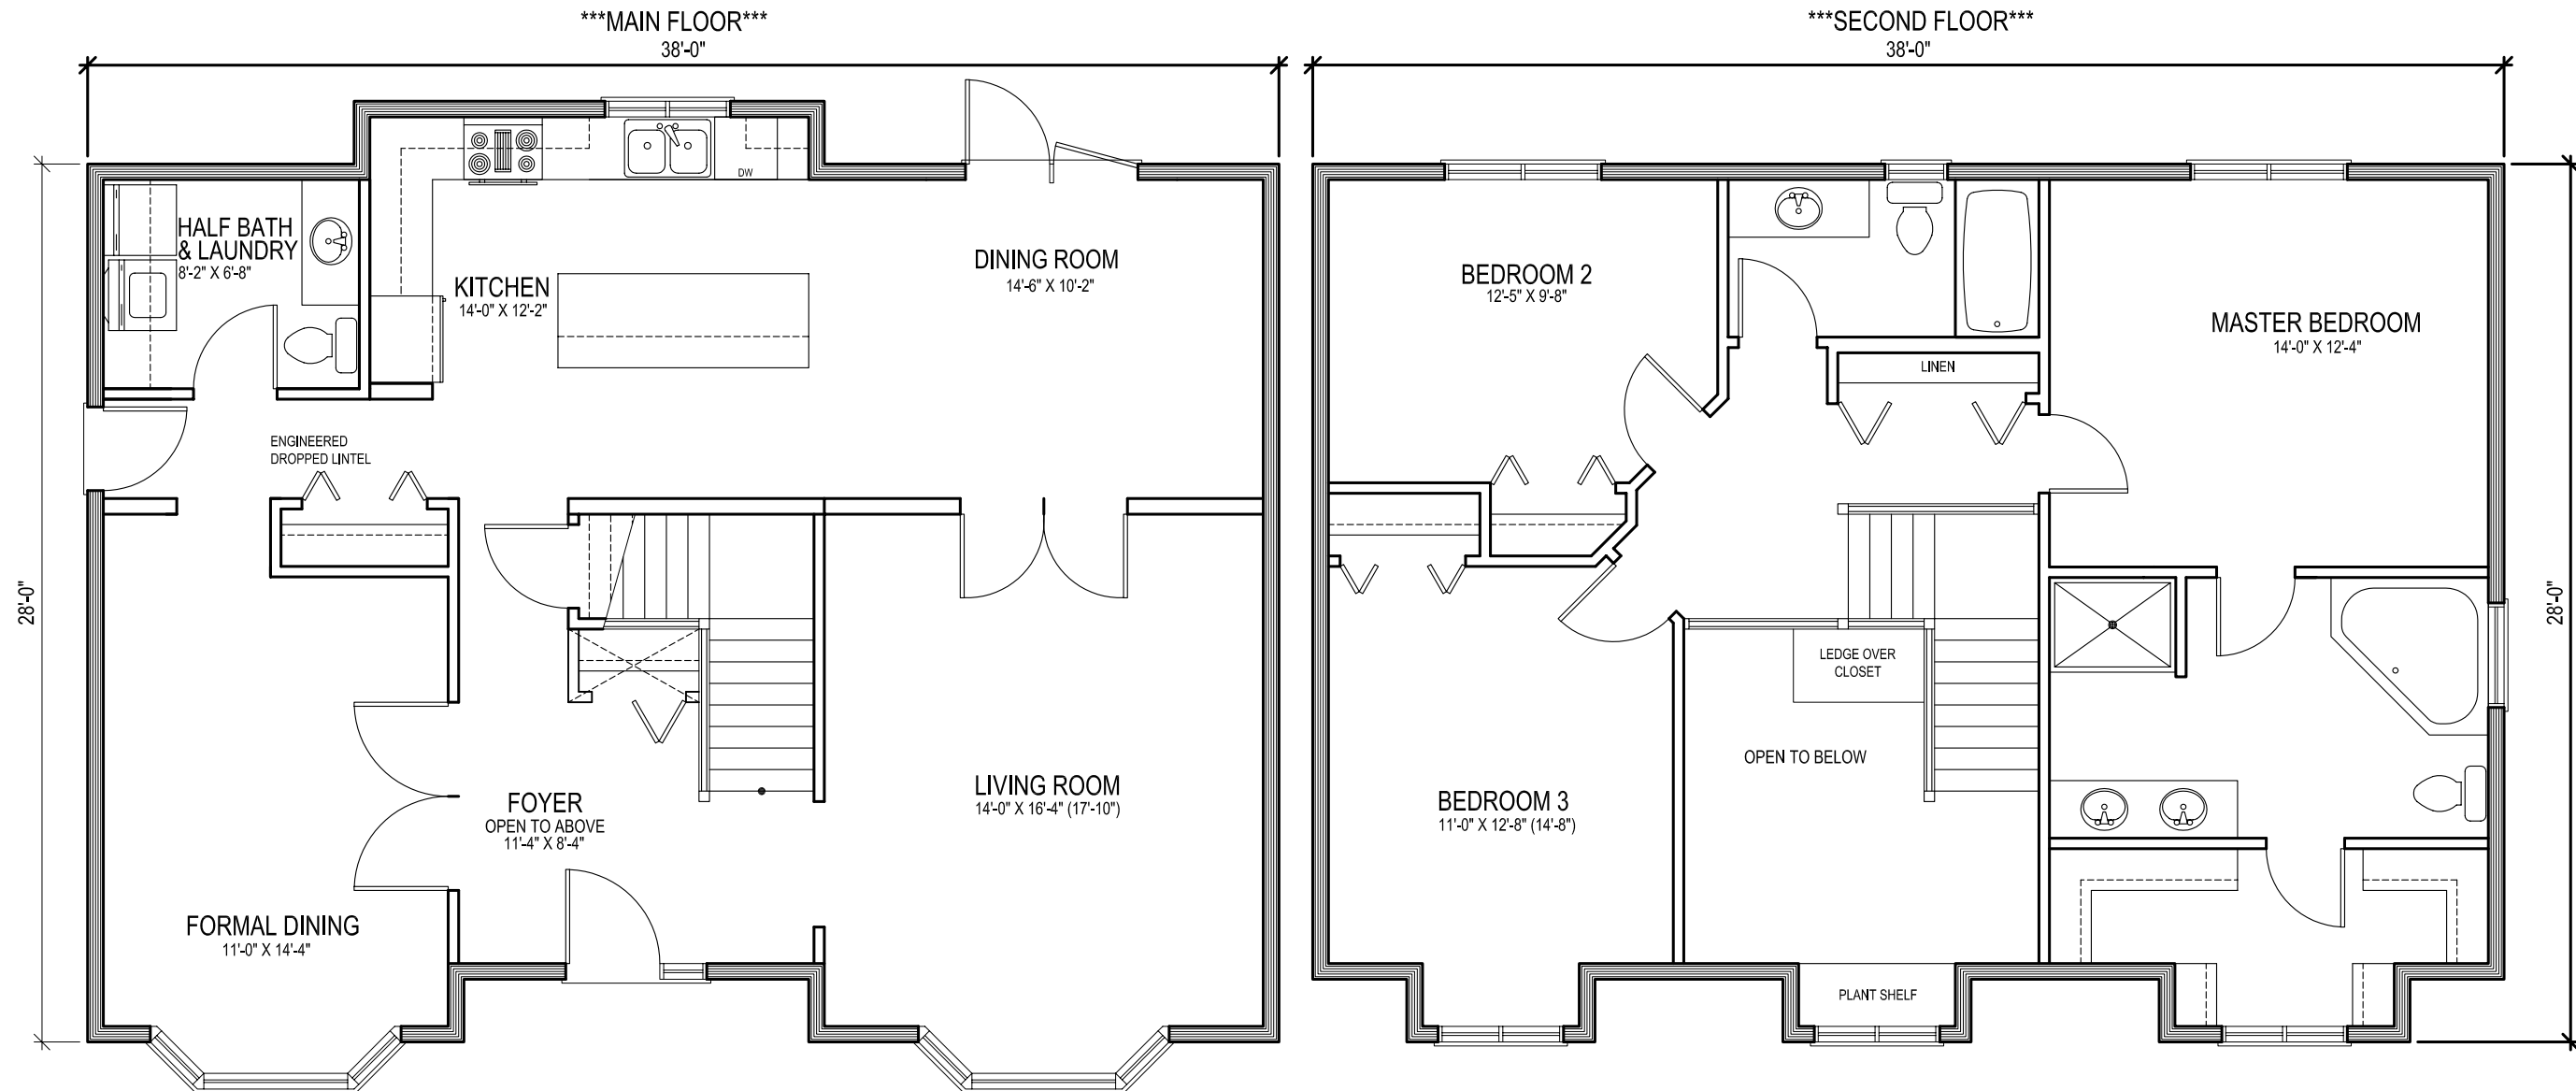 ***MAIN FLOOR***
38'-0"
28'-0"
HALF BATH
& LAUNDRY
8'-2" X 6'-8"
KITCHEN
14'-0" X 12'-2"
DW
DINING ROOM
14'-6" X 10'-2"
ENGINEERED
DROPPED LINTEL
FOYER
OPEN TO ABOVE
11'-4" X 8'-4"
LIVING ROOM
14'-0" X 16'-4" (17'-10")
FORMAL DINING
11'-0" X 14'-4"
***SECOND FLOOR***
38'-0"
BEDROOM 2
12'-5" X 9'-8"
LINEN
MASTER BEDROOM
14'-0" X 12'-4"
28'-0"
LEDGE OVER
CLOSET
OPEN TO BELOW
BEDROOM 3
11'-0" X 12'-8" (14'-8")
PLANT SHELF